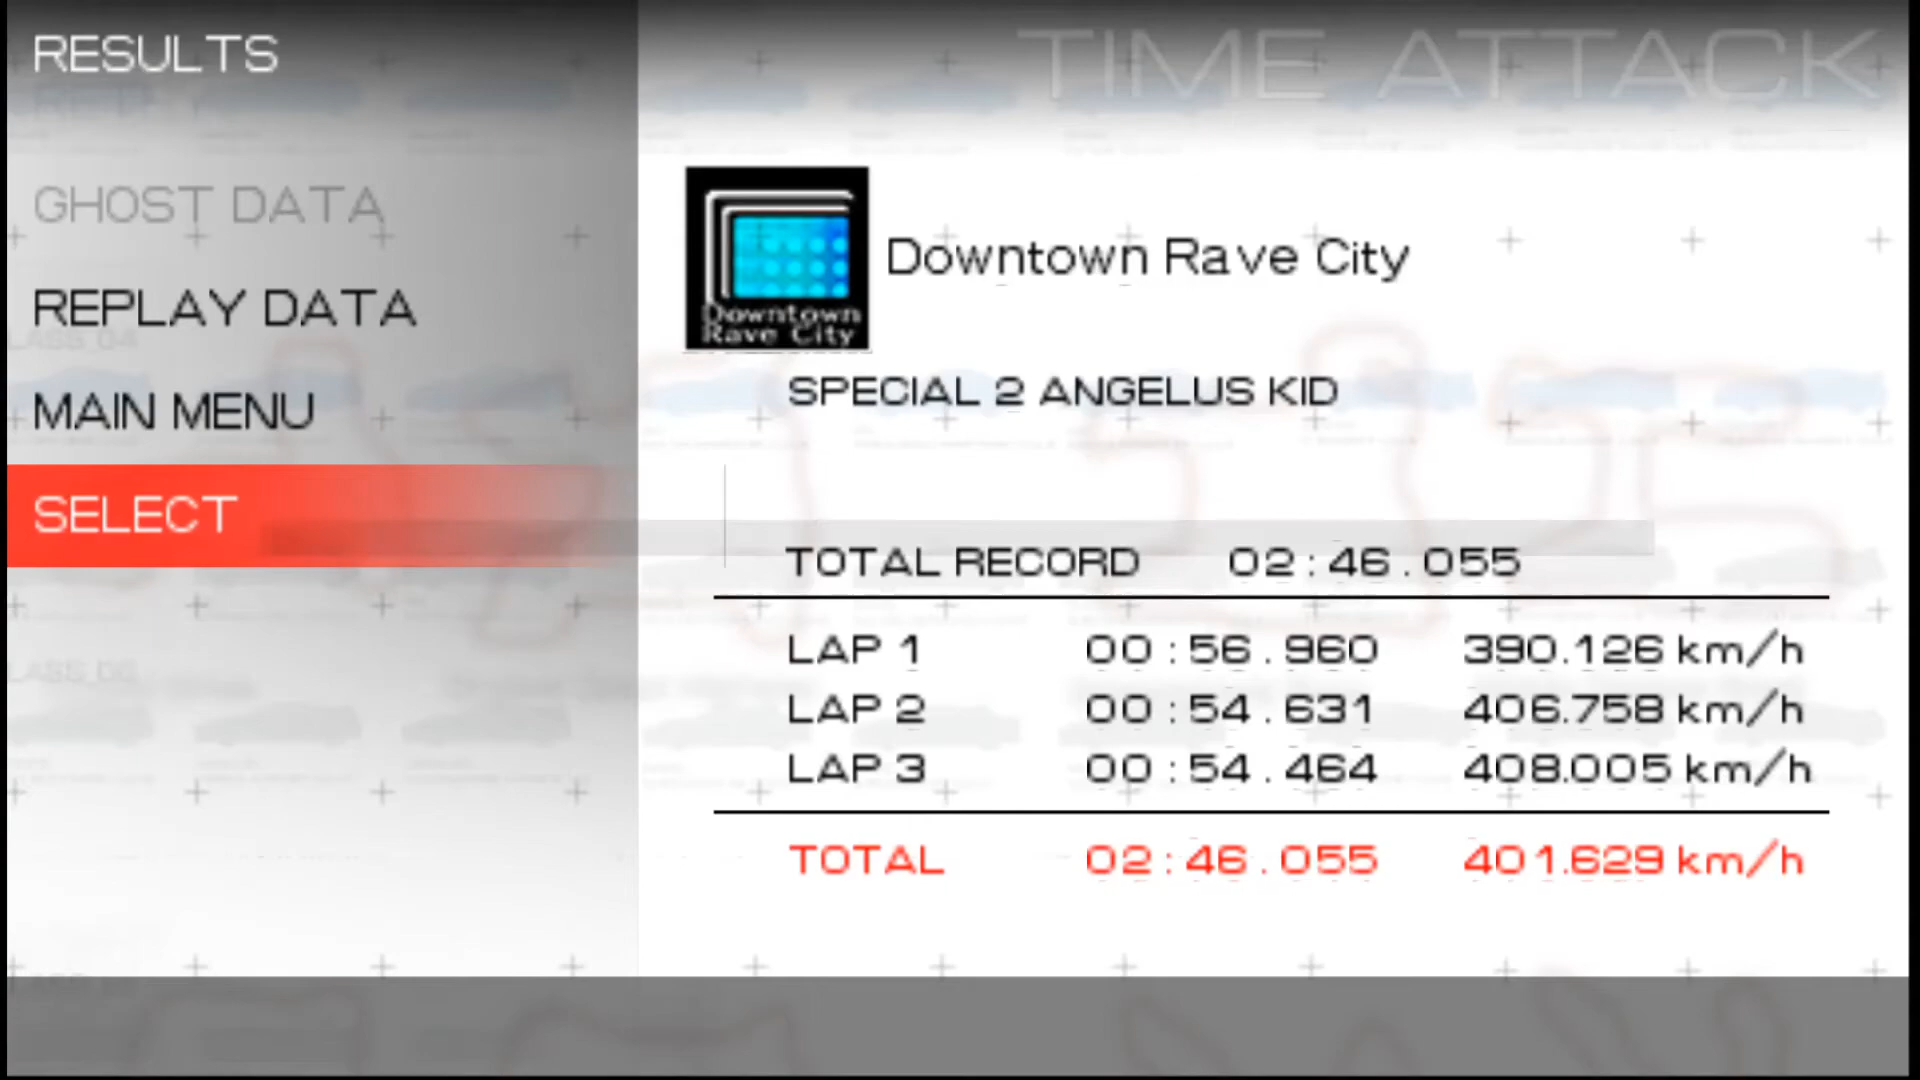 RESULTS
TIME ATTACK
GHOST DATA
REPLAY DATA
MAIN MENU
SELECT
Downtown
Rave City
Downtown Rave City
SPECIAL 2 ANGELUS KID
TOTAL RECORD 02:46.055
LAP 1 00:56.960 390.126 km/h
LAP 2 00:54.631 406.758 km/h
LAP 3 00:54.464 408.005 km/h
TOTAL 02:46.055 401.629 km/h